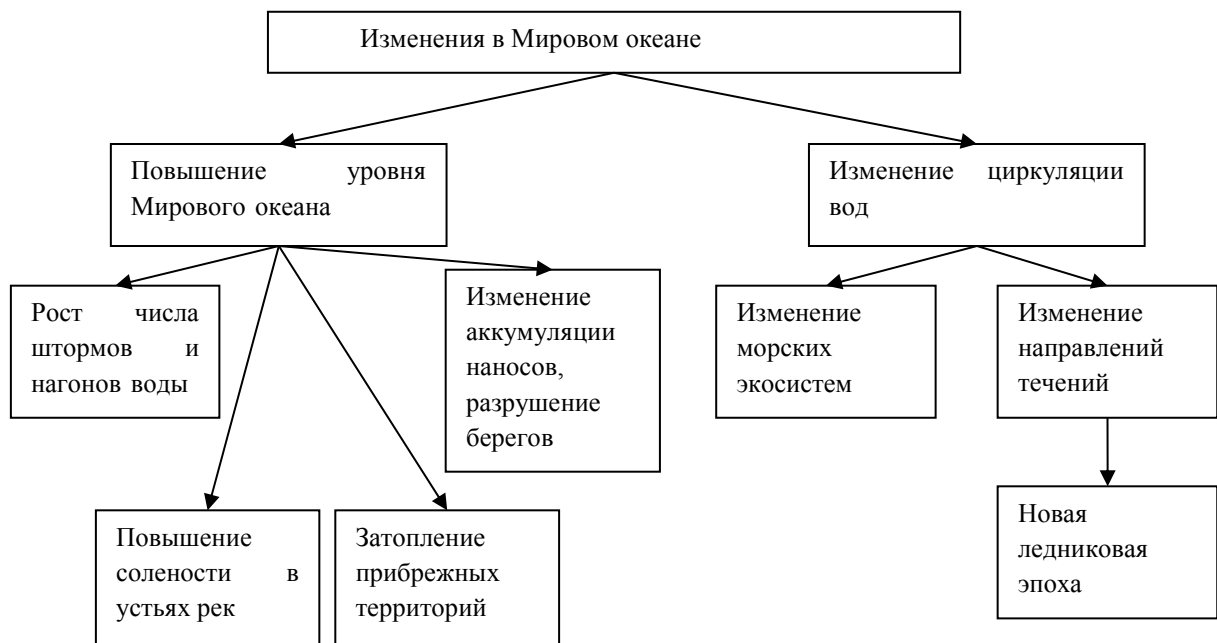 Изменения в Мировом океане
Повышение уровня
Мирового океана
Изменение циркуляции
вод
Рост числа
штормов и
нагонов воды
Изменение
аккумуляции
наносов,
разрушение
берегов
Изменение
морских
экосистем
Изменение
направлений
течений
Повышение
солености в
устьях рек
Затопление
прибрежных
территорий
Новая
ледниковая
эпоха